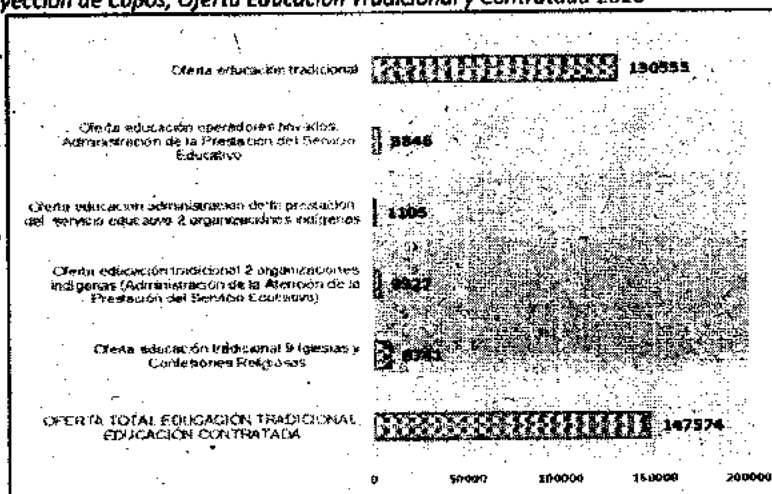 yección de Cupos, Oferta Educación Tradicional y Contratada
Oferta educación tradicional
Oferta educación operadores privados.
Administración de la Prestación del Servicio
Educativo
Oferta educación administración de la prestación
del servicio educativo 2 organizaciones indígenas
1105
Oferta educación tradicional 2 organizaciones
indígenas (Administración de la Atención de la
Prestación del Servicio Educativo)
Oferta educación tradicional 9 Iglesias y
Confesiones Religiosas
OFERTA TOTAL EDUCACIÓN TRADICIONAL
EDUCACIÓN CONTRATADA
147574
0 50000 100000 150000 200000